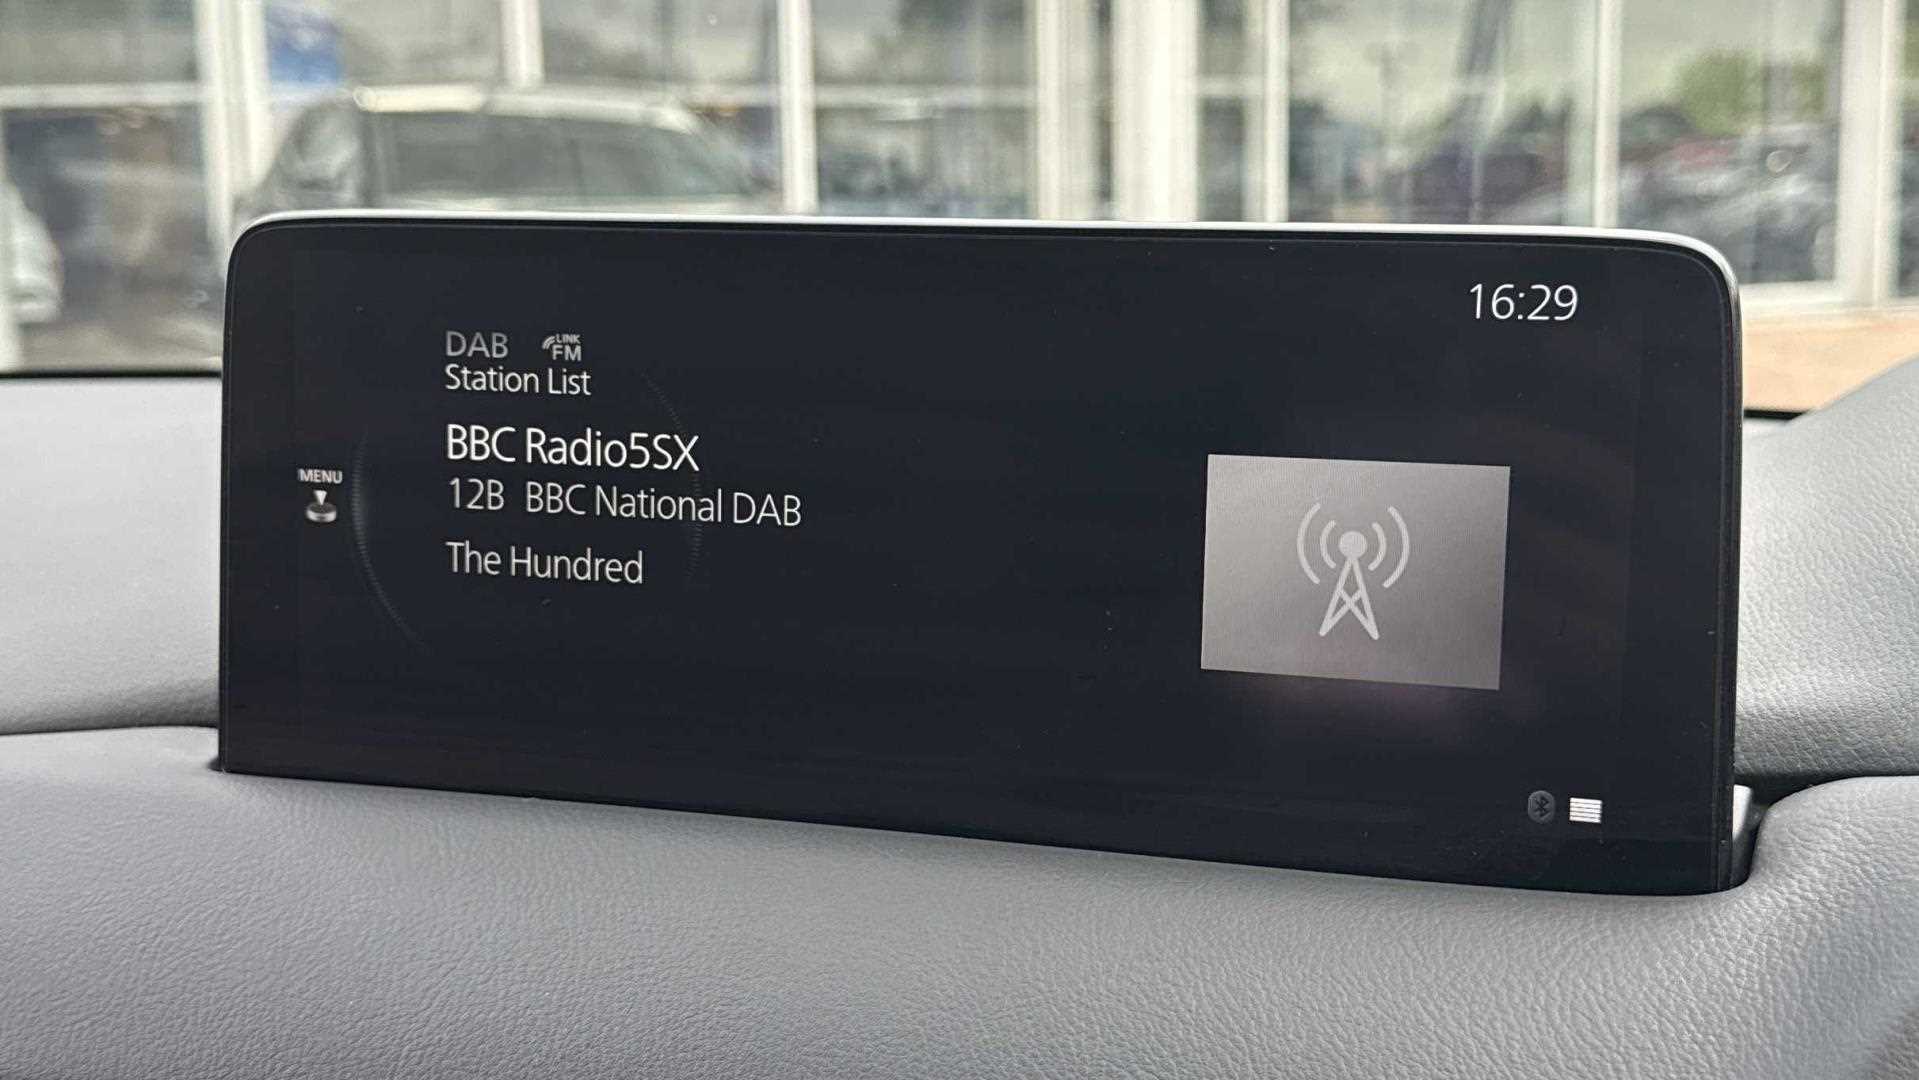 16:29
DAB LINK FM
Station List
BBC Radio5SX
MENU
12B BBC National DAB
The Hundred